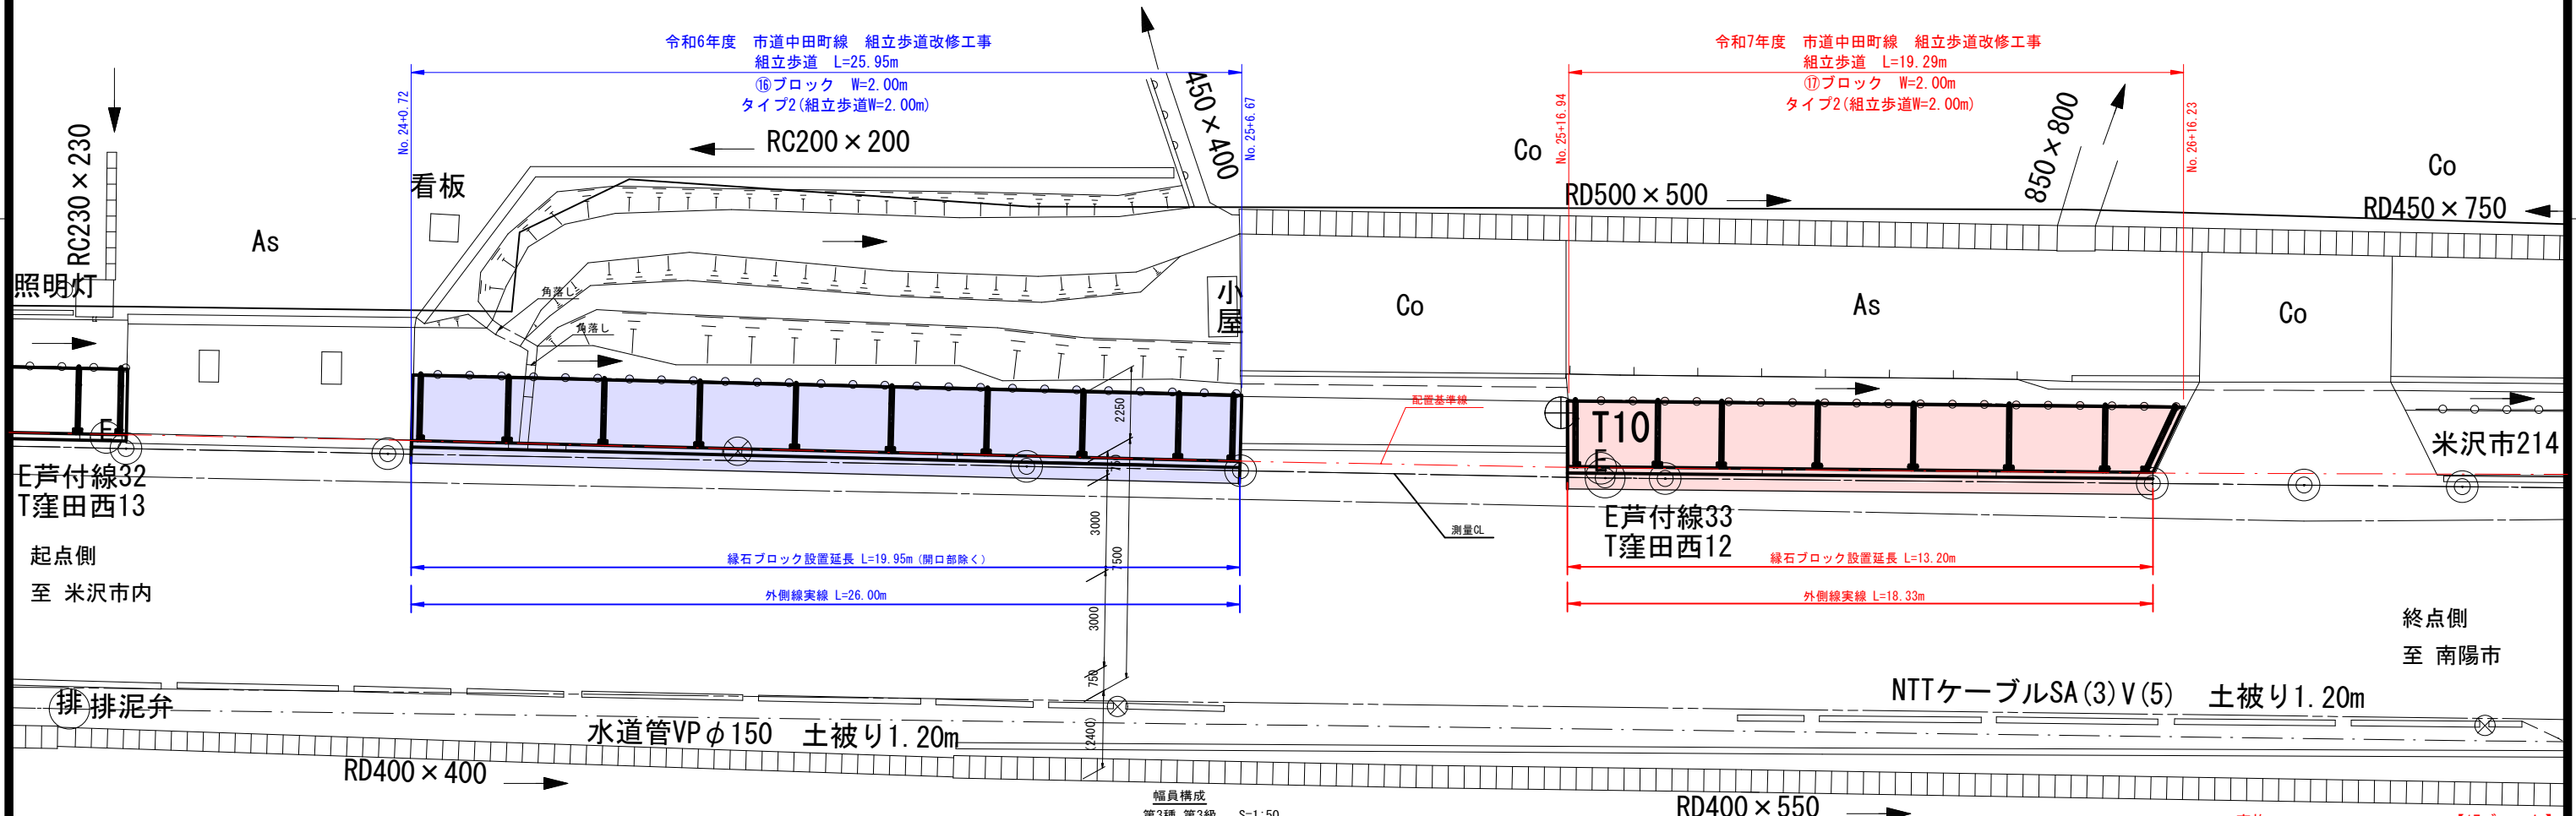 令和6年度　市道中田町線　組立歩道改修工事
組立歩道　L=25.95m
⑯ブロック　W=2.00m
タイプ2(組立歩道W=2.00m)
No.24+0.72
No.25+6.67
令和7年度　市道中田町線　組立歩道改修工事
組立歩道　L=19.29m
⑰ブロック　W=2.00m
タイプ2(組立歩道W=2.00m)
No.25+16.94
No.26+16.23
RC230×230
RC200×200
450×400
850×800
Co
Co
RD500×500
RD450×750
看板
As
照明灯
角落し
角落し
小屋
Co
As
Co
配置基準線
2250
750
3000
7500
3000
750
(2400)
E
T10
E
米沢市214
E芦付線32
T窪田西13
E芦付線33
T窪田西12
測量CL
起点側
至 米沢市内
縁石ブロック設置延長 L=19.95m (開口部除く)
外側線実線 L=26.00m
縁石ブロック設置延長 L=13.20m
外側線実線 L=18.33m
終点側
至 南陽市
排 排泥弁
水道管VPφ150　土被り1.20m
NTTケーブルSA(3)V(5)　土被り1.20m
RD400×400
RD400×550
幅員構成
第3種 第3級　S=1:50